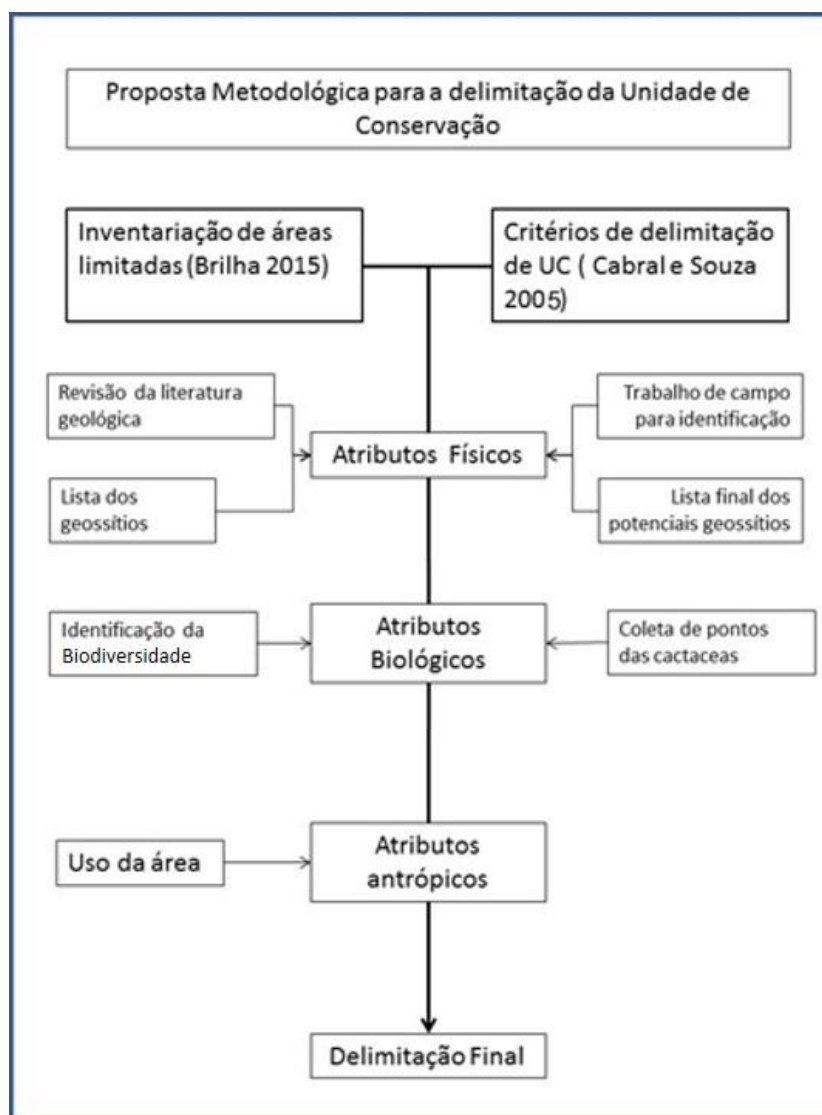 Proposta Metodológica para a delimitação da Unidade de
Conservação
Inventariação de áreas
limitadas (Brilha 2015)
Critérios de delimitação
de UC ( Cabral e Souza
2005)
Revisão da literatura
geológica
Trabalho de campo
para identificação
Atributos Físicos
Lista dos
geossítios
Lista final dos
potenciais geossítios
Identificação da
Biodiversidade
Atributos
Biológicos
Coleta de pontos
das cactaceas
Uso da área
Atributos
antrópicos
Delimitação Final